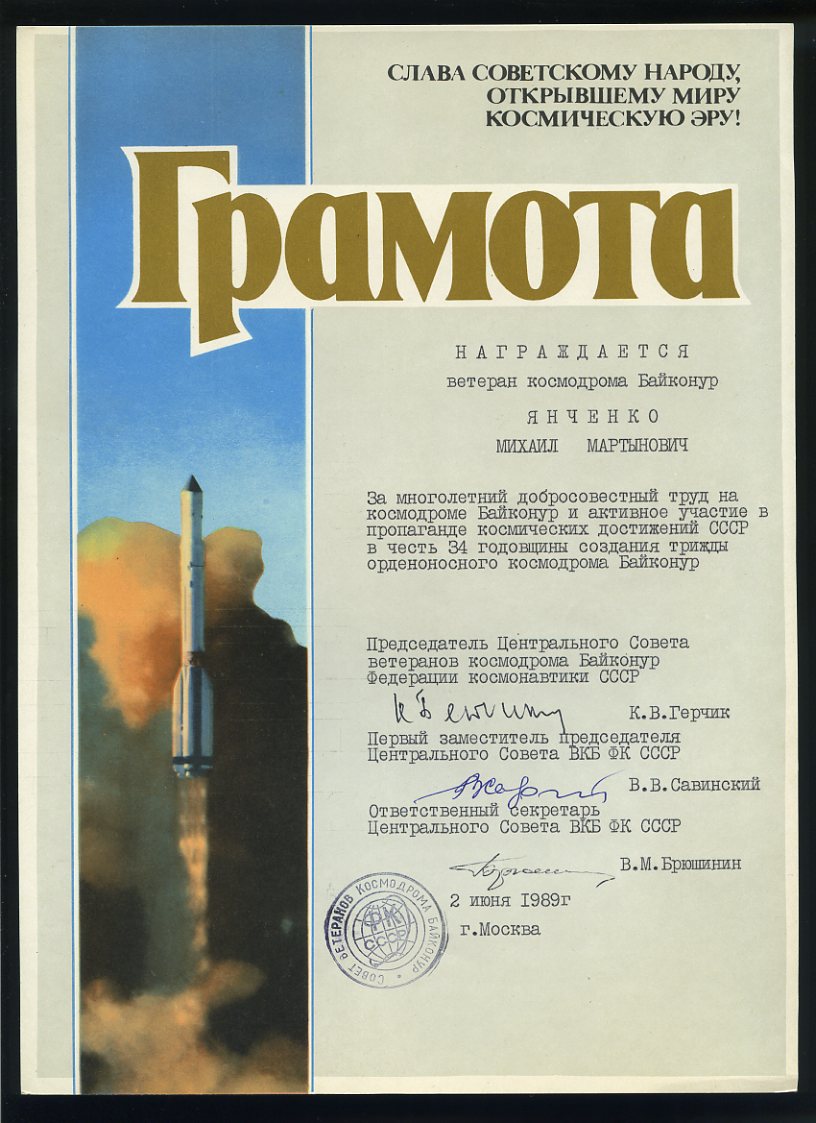 СЛАВА СОВЕТСКОМУ НАРОДУ,
ОТКРЫВШЕМУ МИРУ
КОСМИЧЕСКУЮ ЭРУ!
Грамота
НАГРАЖДАЕТСЯ
ветеран космодрома Байконур
ЯНЧЕНКО
МИХАИЛ МАРТЫНОВИЧ
За многолетний добросовестный труд на
космодроме Байконур и активное участие в
пропаганде космических достижений СССР
в честь 34 годовщины создания трижды
орденоносного космодрома Байконур
Председатель Центрального Совета
ветеранов космодрома Байконур
Федерации космонавтики СССР
К.В.Герчик
Первый заместитель председателя
Центрального Совета ВКБ ФК СССР
В.В.Савинский
Ответственный секретарь
Центрального Совета ВКБ ФК СССР
В.М.Брюшинин
2 июня 1989г
г.Москва
СОВЕТ ВЕТЕРАНОВ КОСМОДРОМА БАЙКОНУР
ФК
СССР